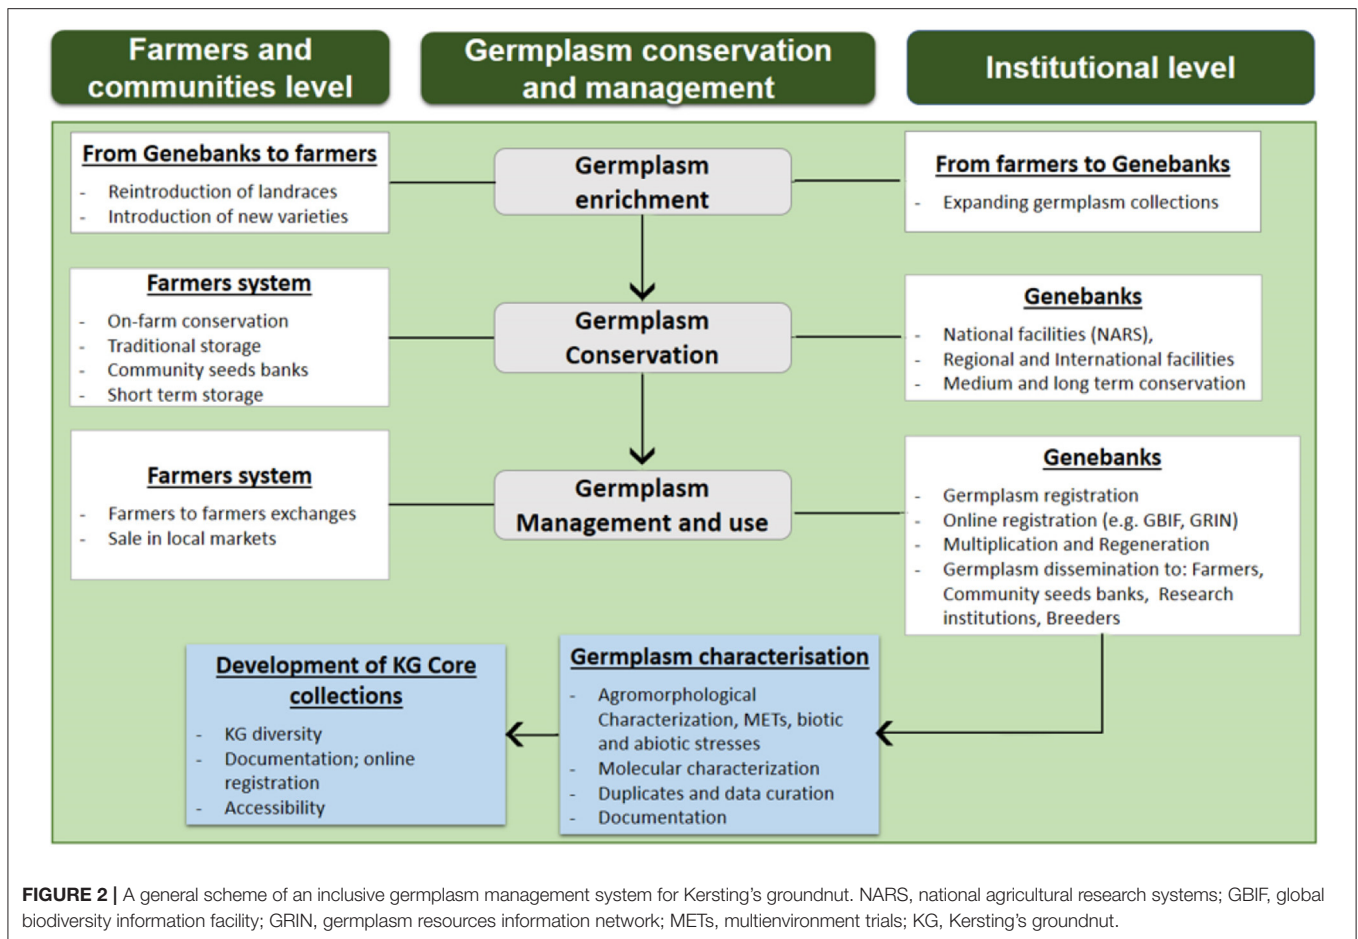 Farmers and
communities level
Germplasm conservation
and management
Institutional level
From Genebanks to farmers
- Reintroduction of landraces
- Introduction of new varieties
Germplasm
enrichment
From farmers to Genebanks
- Expanding germplasm collections
Farmers system
- On-farm conservation
- Traditional storage
- Community seeds banks
- Short term storage
Germplasm
Conservation
Genebanks
- National facilities (NARS),
- Regional and International facilities
- Medium and long term conservation
Farmers system
- Farmers to farmers exchanges
- Sale in local markets
Germplasm
Management and use
Genebanks
- Germplasm registration
- Online registration (e.g. GBIF, GRIN)
- Multiplication and Regeneration
- Germplasm dissemination to: Farmers,
Community seeds banks, Research
institutions, Breeders
Development of KG Core
collections
- KG diversity
- Documentation; online
registration
- Accessibility
Germplasm characterisation
- Agromorphological
Characterization, METs, biotic
and abiotic stresses
- Molecular characterization
- Duplicates and data curation
- Documentation
FIGURE 2 | A general scheme of an inclusive germplasm management system for Kersting's groundnut. NARS, national agricultural research systems; GBIF, global
biodiversity information facility; GRIN, germplasm resources information network; METs, multienvironment trials; KG, Kersting's groundnut.